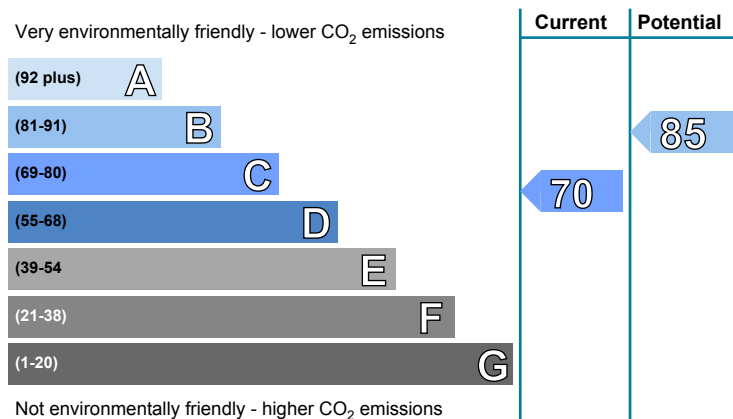 Very environmentally friendly - lower CO2 emissions
Current
Potential
(92 plus) A
(81-91) B
85
(69-80) C
70
(55-68) D
(39-54 E
(21-38) F
(1-20) G
Not environmentally friendly - higher CO2 emissions